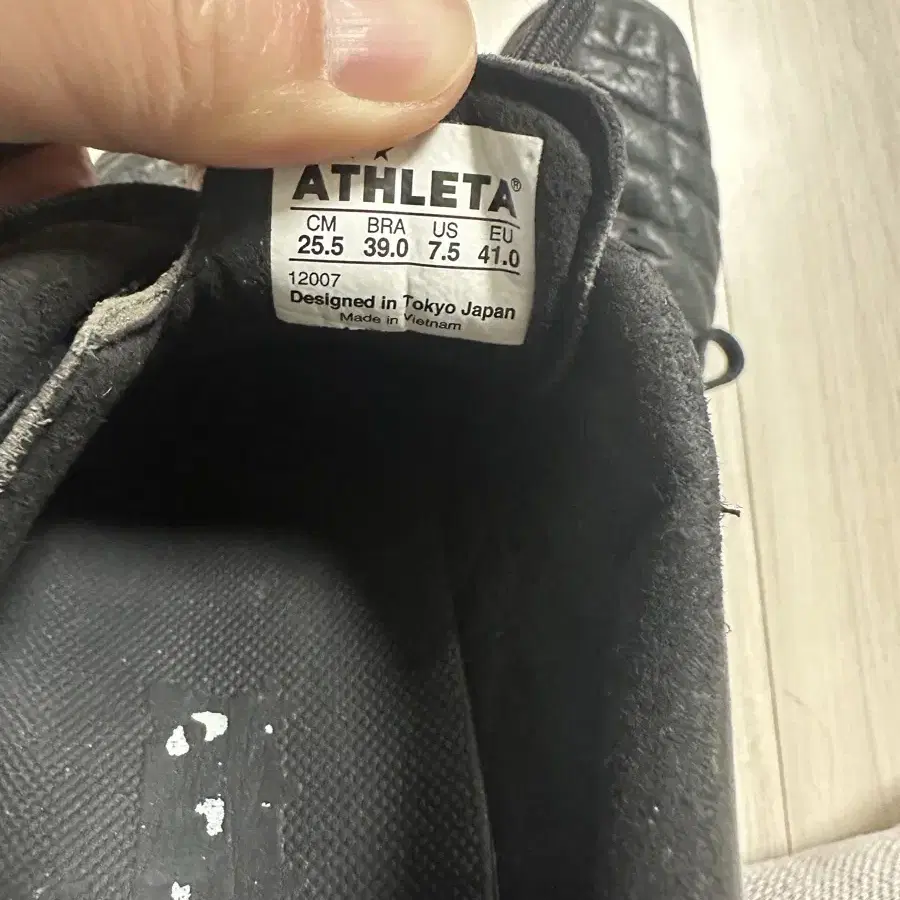 ATHLETA®
CM BRA US EU
25.5 39.0 7.5 41.0
12007
Designed in Tokyo Japan
Made in Vietnam